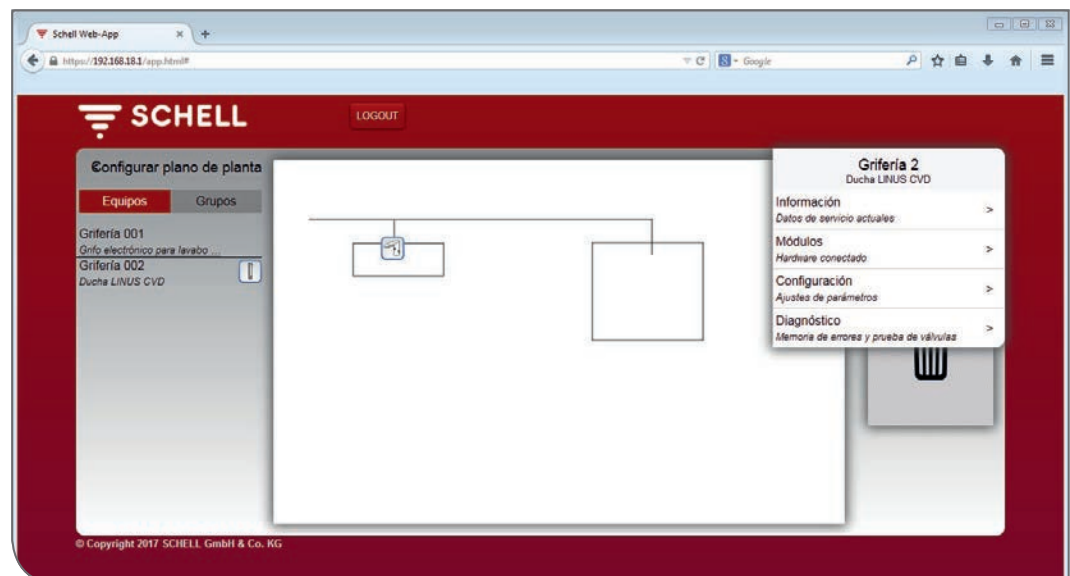 Schell Web-App
https://192.168.18.1/app.html#
Google
SCHELL
LOGOUT
Configurar plano de planta
Equipos Grupos
Grifería 001
Grifo electrónico para lavabo ...
Grifería 002
Ducha LINUS CVD
Grifería 2
Ducha LINUS CVD
Información >
Datos de servicio actuales
Módulos >
Hardware conectado
Configuración >
Ajustes de parámetros
Diagnóstico >
Memoria de errores y prueba de válvulas
© Copyright 2017 SCHELL GmbH & Co. KG